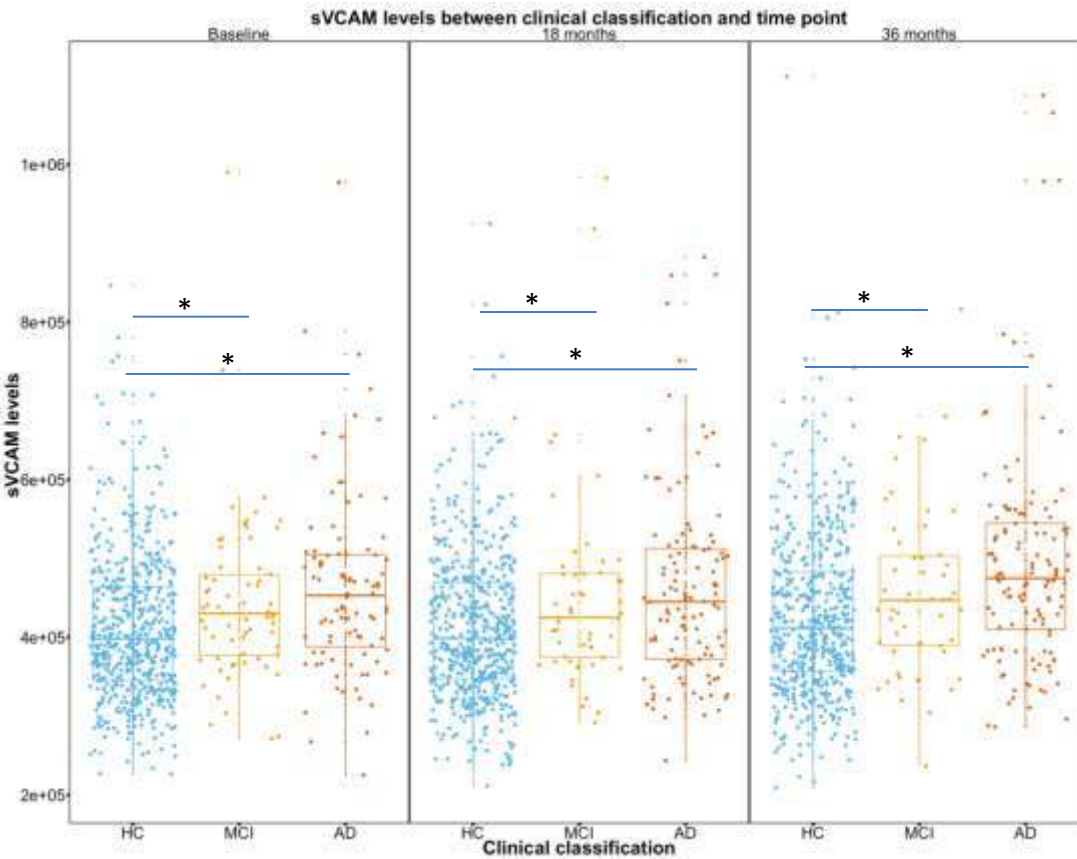 sVCAM levels between clinical classification and time point
Baseline
18 months
36 months
sVCAM levels
1e+06
8e+05
6e+05
4e+05
2e+05
*
*
*
*
*
*
HC
MCI
AD
HC
MCI
AD
HC
MCI
AD
Clinical classification